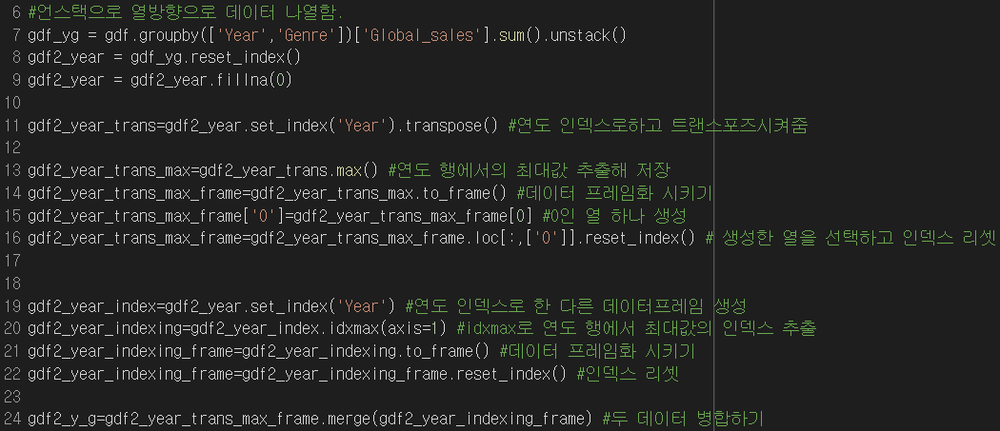 6 #언스택으로 열방향으로 데이터 나열함.
7 gdf_yg = gdf.groupby(['Year','Genre'])['Global_sales'].sum().unstack()
8 gdf2_year = gdf_yg.reset_index()
9 gdf2_year = gdf2_year.fillna(0)
10
11 gdf2_year_trans=gdf2_year.set_index('Year').transpose() #연도 인덱스로하고 트랜스포즈시켜줌
12
13 gdf2_year_trans_max=gdf2_year_trans.max() #연도 행에서의 최대값 추출해 저장
14 gdf2_year_trans_max_frame=gdf2_year_trans_max.to_frame() #데이터 프레임화 시키기
15 gdf2_year_trans_max_frame['0']=gdf2_year_trans_max_frame[0] #0인 열 하나 생성
16 gdf2_year_trans_max_frame=gdf2_year_trans_max_frame.loc[:,['0']].reset_index() # 생성한 열을 선택하고 인덱스 리셋
17
18
19 gdf2_year_index=gdf2_year.set_index('Year') #연도 인덱스로 한 다른 데이터프레임 생성
20 gdf2_year_indexing=gdf2_year_index.idxmax(axis=1) #idxmax로 연도 행에서 최대값의 인덱스 추출
21 gdf2_year_indexing_frame=gdf2_year_indexing.to_frame() #데이터 프레임화 시키기
22 gdf2_year_indexing_frame=gdf2_year_indexing_frame.reset_index() #인덱스 리셋
23
24 gdf2_y_g=gdf2_year_trans_max_frame.merge(gdf2_year_indexing_frame) #두 데이터 병합하기